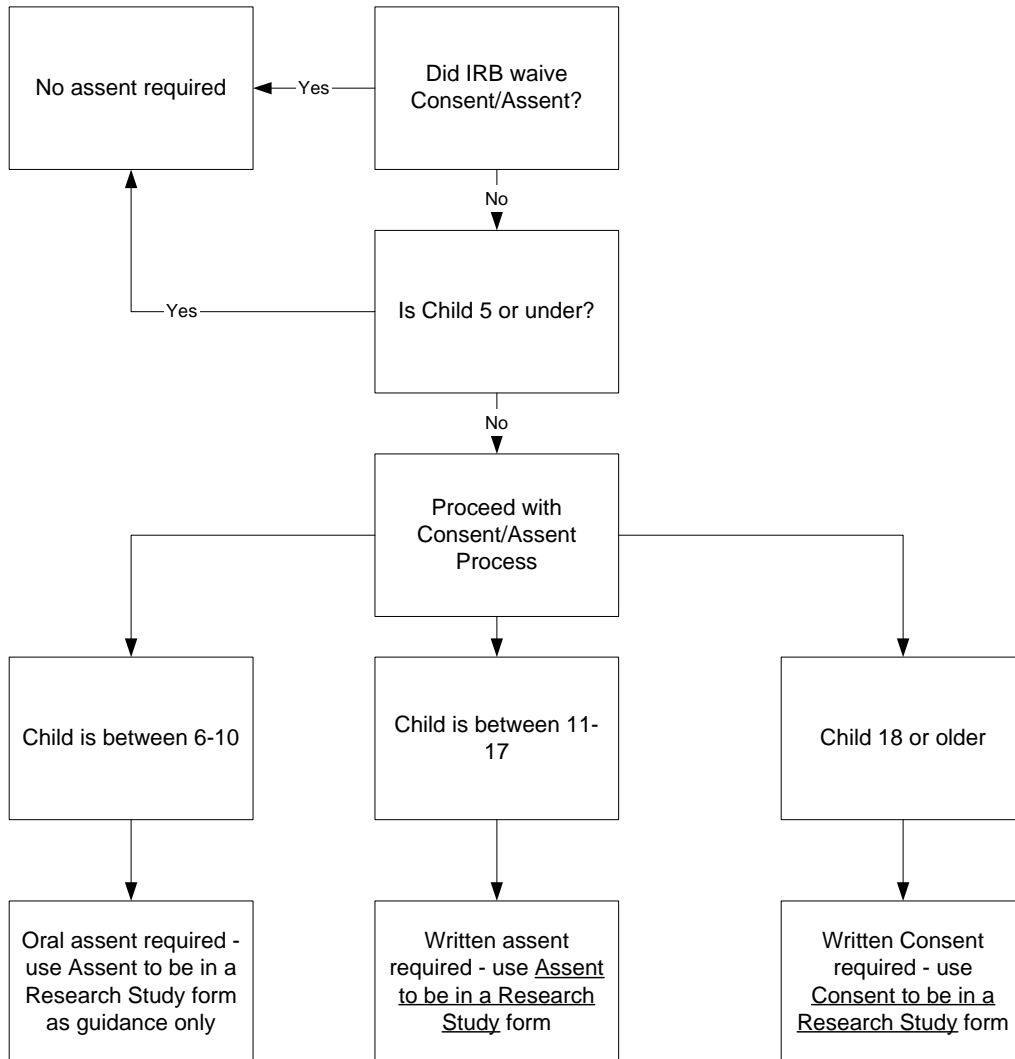 No assent required
Yes
Did IRB waive
Consent/Assent?
No
Yes
Is Child 5 or under?
No
Proceed with
Consent/Assent
Process
Child is between 6-10
Child is between 11-
17
Child 18 or older
Oral assent required -
use Assent to be in a
Research Study form
as guidance only
Written assent
required - use Assent
to be in a Research
Study form
Written Consent
required - use
Consent to be in a
Research Study form